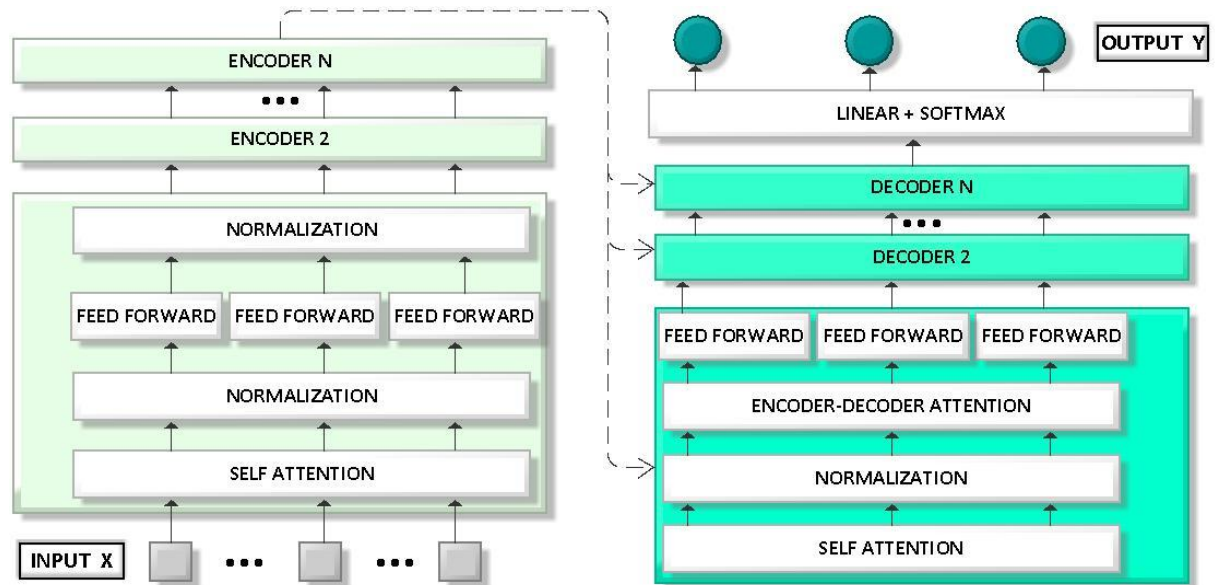 ENCODER N
ENCODER 2
NORMALIZATION
FEED FORWARD FEED FORWARD FEED FORWARD
NORMALIZATION
SELF ATTENTION
INPUT X
OUTPUT Y
LINEAR + SOFTMAX
DECODER N
DECODER 2
FEED FORWARD FEED FORWARD FEED FORWARD
ENCODER-DECODER ATTENTION
NORMALIZATION
SELF ATTENTION